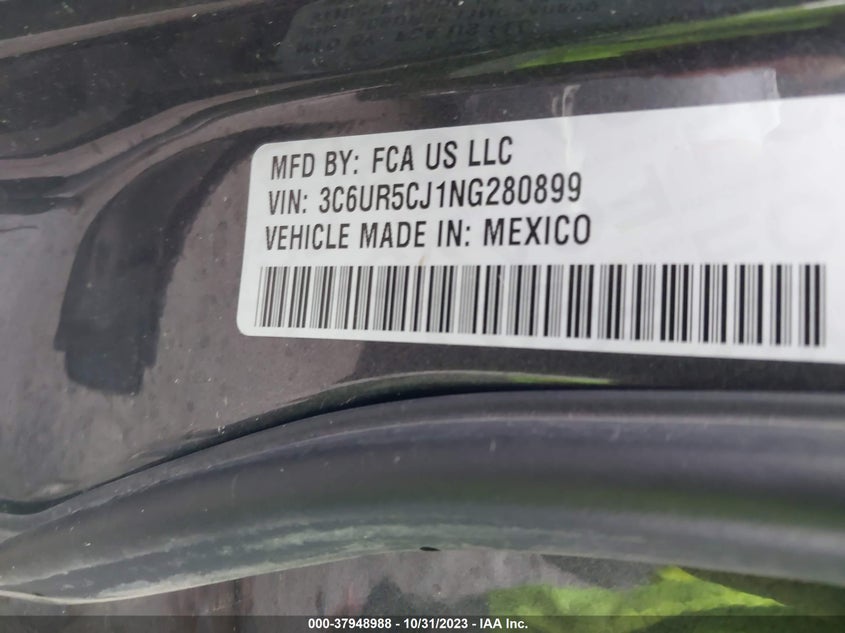 MFD BY: FCA US LLC
VIN: 3C6UR5CJ1NG280899
VEHICLE MADE IN: MEXICO
000-37948988 - 10/31/2023 - IAA Inc.